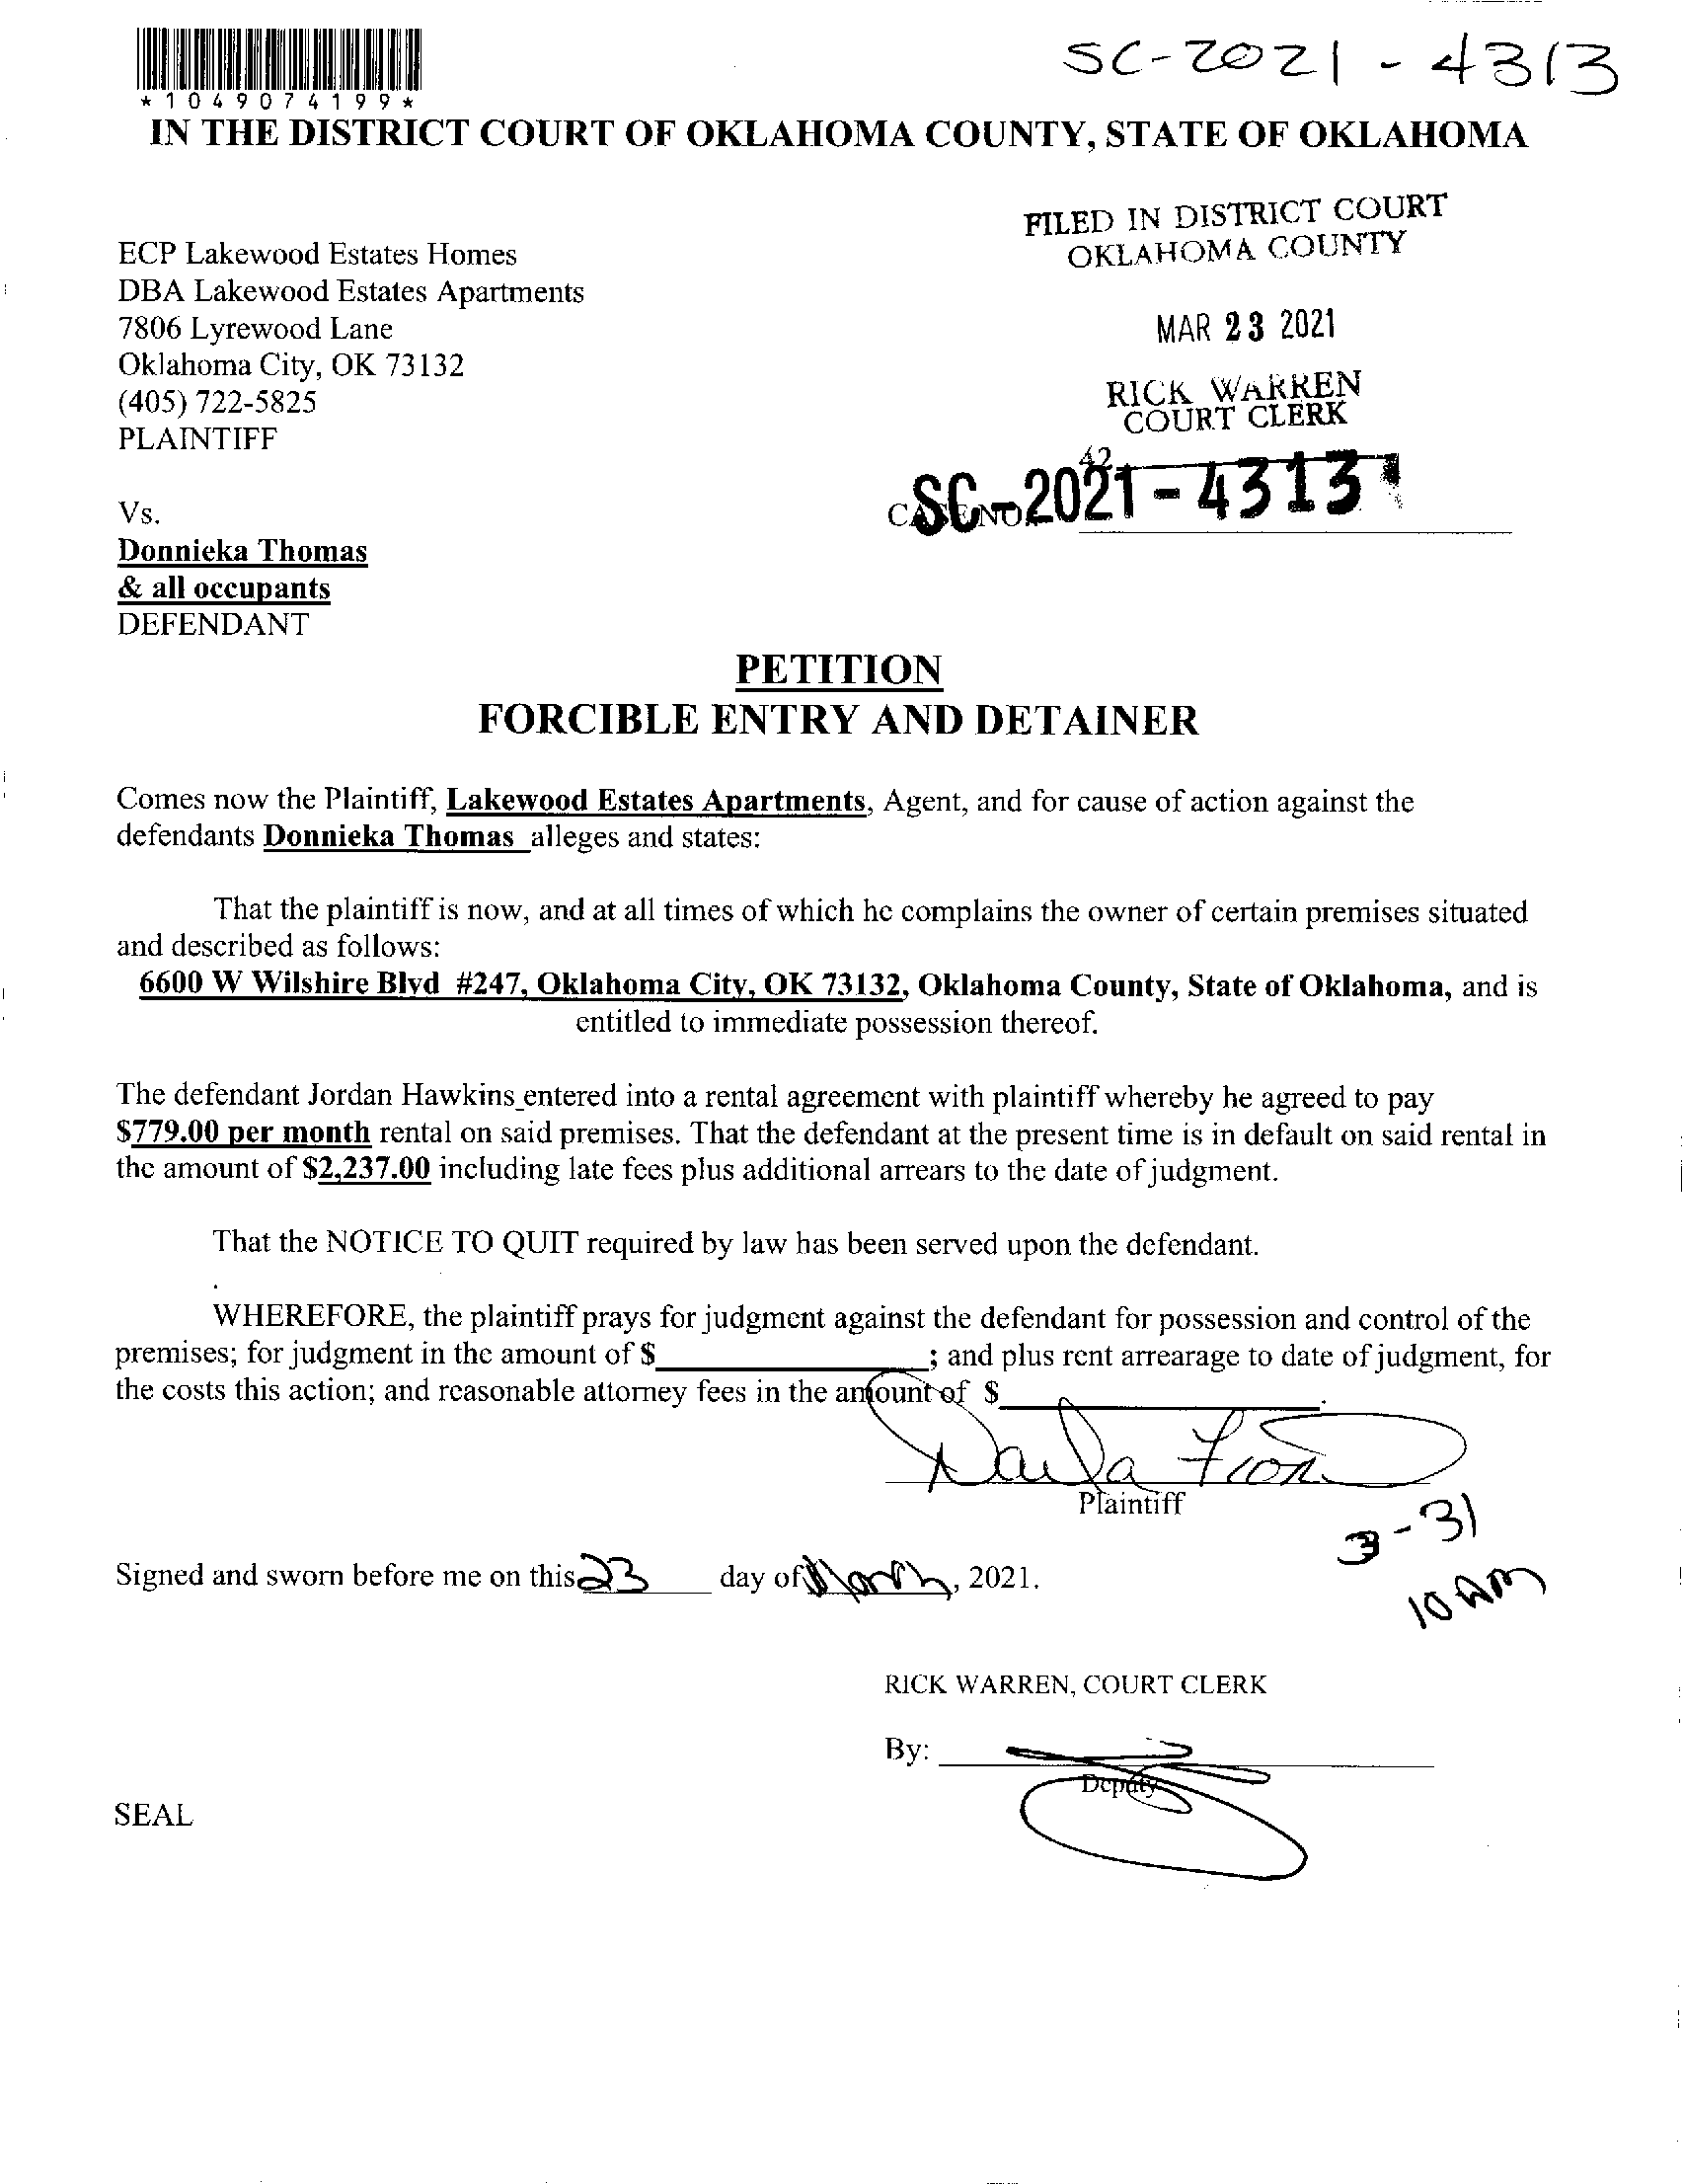 SC-2021-4313
*1049074199*
IN THE DISTRICT COURT OF OKLAHOMA COUNTY, STATE OF OKLAHOMA
FILED IN DISTRICT COURT
OKLAHOMA COUNTY
MAR 23 2021
RICK WARREN
COURT CLERK
42
ECP Lakewood Estates Homes
DBA Lakewood Estates Apartments
7806 Lyrewood Lane
Oklahoma City, OK 73132
(405) 722-5825
PLAINTIFF
Vs.
CASE NO. SC-2021-4313
Donnieka Thomas
& all occupants
DEFENDANT
PETITION
FORCIBLE ENTRY AND DETAINER
Comes now the Plaintiff, Lakewood Estates Apartments, Agent, and for cause of action against the
defendants Donnieka Thomas alleges and states:
That the plaintiff is now, and at all times of which he complains the owner of certain premises situated
and described as follows:
6600 W Wilshire Blvd #247, Oklahoma City, OK 73132, Oklahoma County, State of Oklahoma, and is
entitled to immediate possession thereof.
The defendant Jordan Hawkins entered into a rental agreement with plaintiff whereby he agreed to pay
$779.00 per month rental on said premises. That the defendant at the present time is in default on said rental in
the amount of $2,237.00 including late fees plus additional arrears to the date of judgment.
That the NOTICE TO QUIT required by law has been served upon the defendant.
WHEREFORE, the plaintiff prays for judgment against the defendant for possession and control of the
premises; for judgment in the amount of $ ; and plus rent arrearage to date of judgment, for
the costs this action; and reasonable attorney fees in the amount of $ .
Plaintiff
3-31
10 AM
Signed and sworn before me on this 23 day of March, 2021.
RICK WARREN, COURT CLERK
By:
Deputy
SEAL